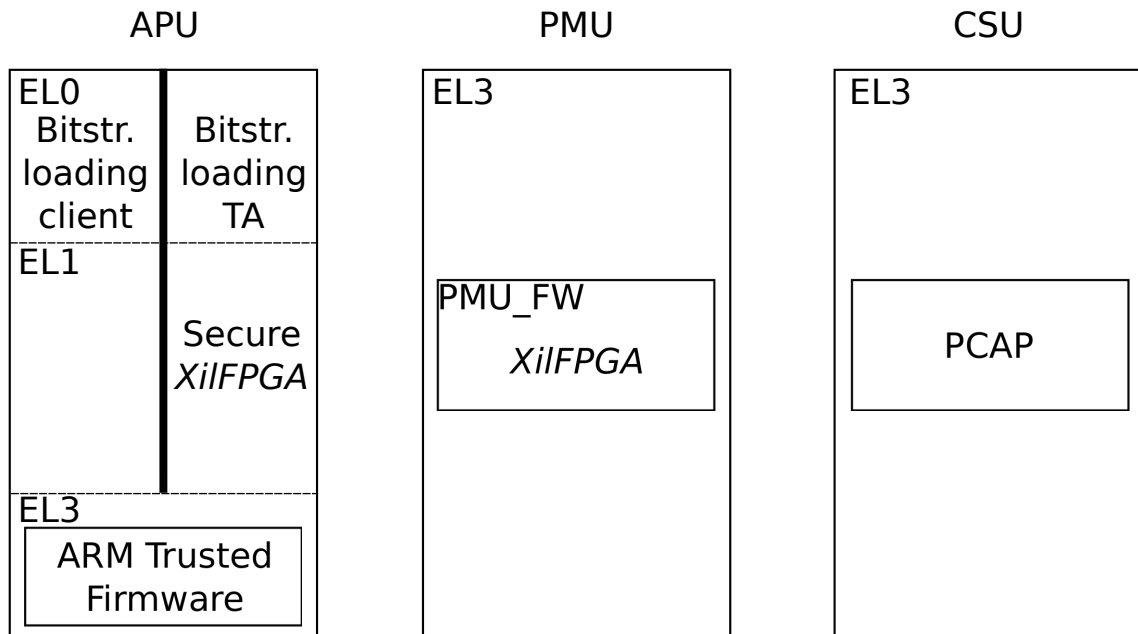 APU
PMU
CSU
EL0
Bitstr.
loading
client
Bitstr.
loading
TA
EL1
Secure
XilFPGA
EL3
ARM Trusted
Firmware
EL3
PMU_FW
XilFPGA
EL3
PCAP